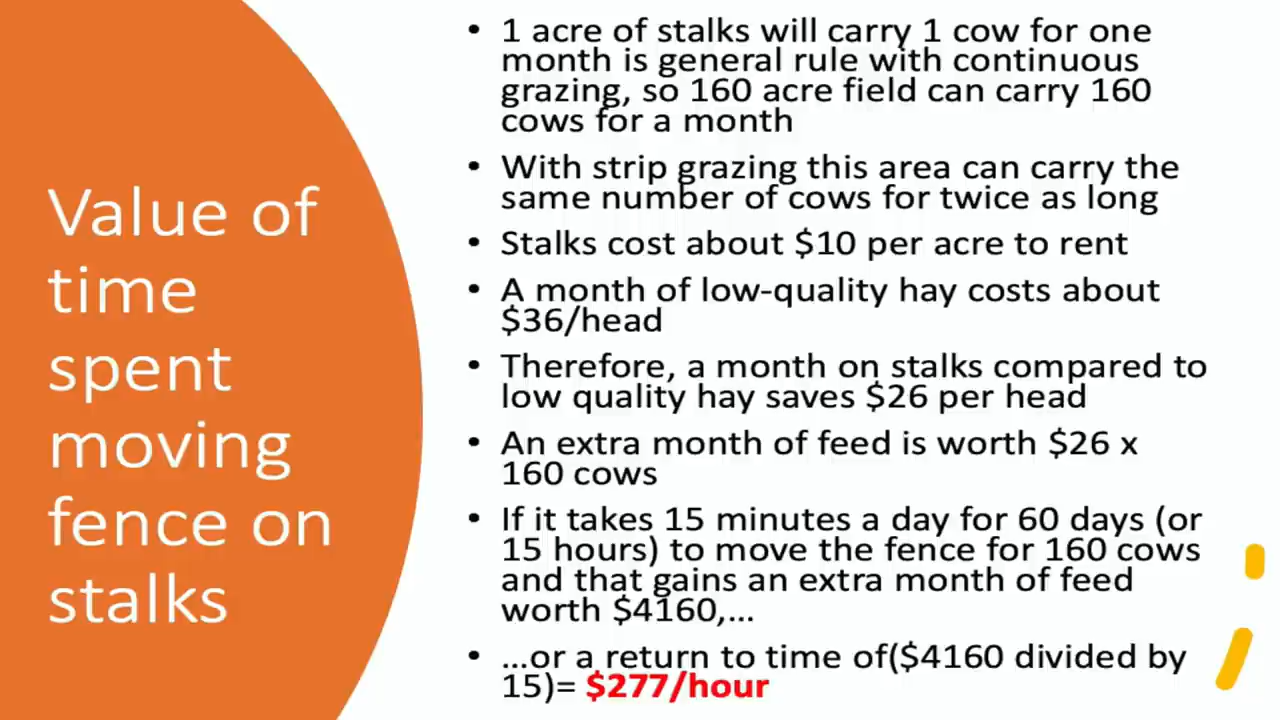 Value of
time
spent
moving
fence on
stalks
• 1 acre of stalks will carry 1 cow for one
month is general rule with continuous
grazing, so 160 acre field can carry 160
cows for a month
• With strip grazing this area can carry the
same number of cows for twice as long
• Stalks cost about $10 per acre to rent
• A month of low-quality hay costs about
$36/head
• Therefore, a month on stalks compared to
low quality hay saves $26 per head
• An extra month of feed is worth $26 x
160 cows
• If it takes 15 minutes a day for 60 days (or
15 hours) to move the fence for 160 cows
and that gains an extra month of feed
worth $4160,...
• ...or a return to time of($4160 divided by
15)= $277/hour